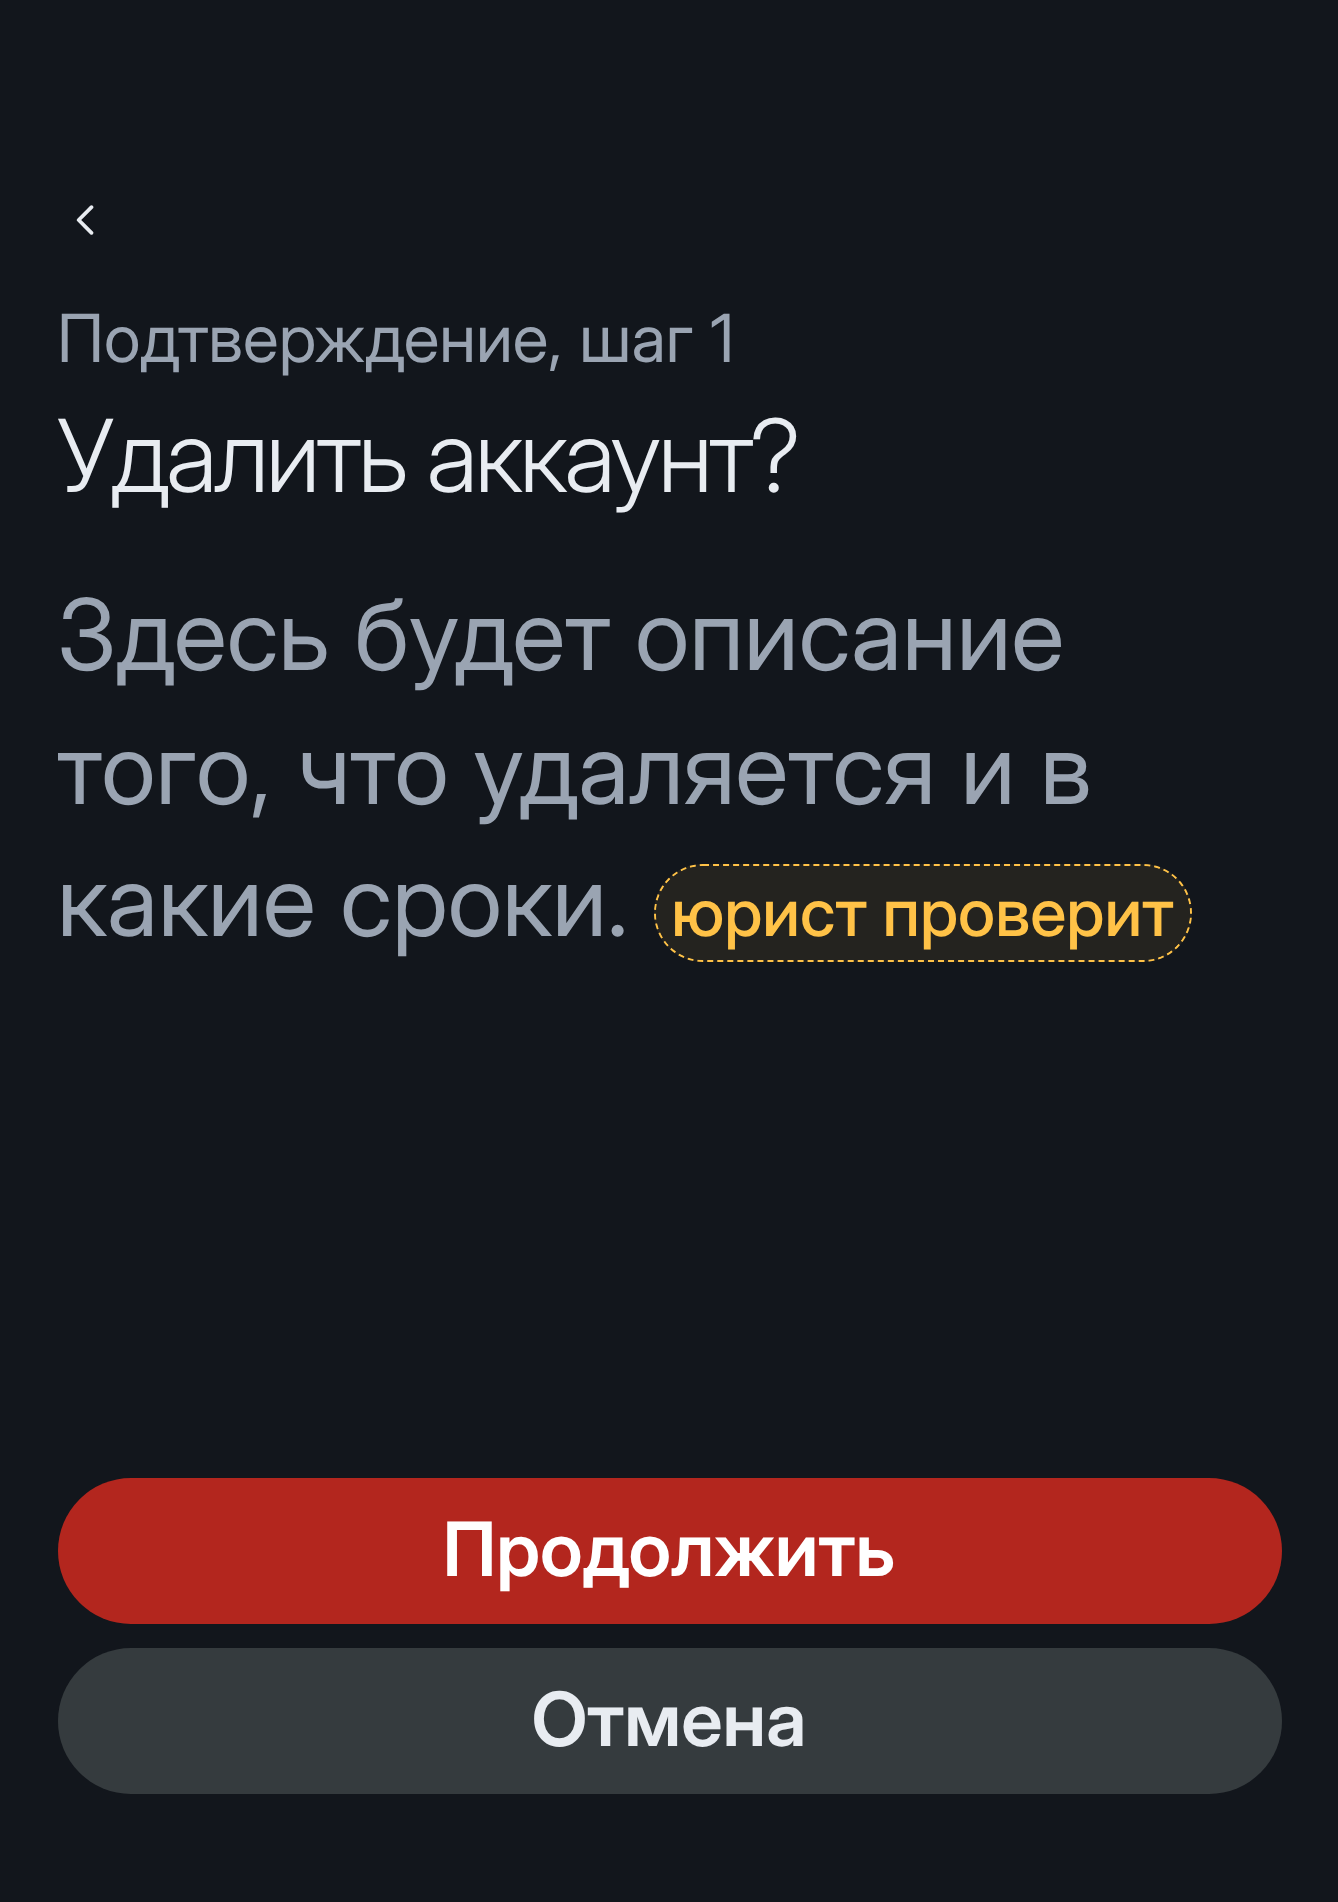 Подтверждение, шаг 1
Удалить аккаунт?
Здесь будет описание
того, что удаляется и в
какие сроки. юрист проверит
Продолжить
Отмена